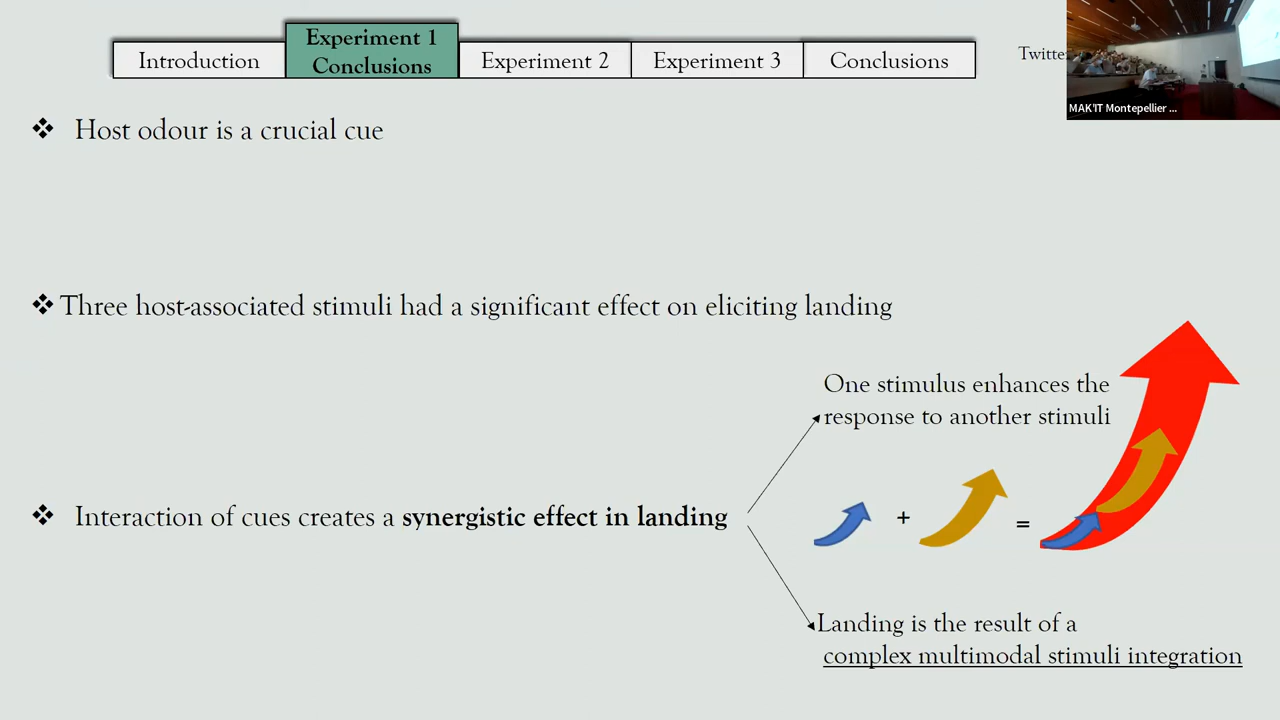 Introduction
Experiment 1
Conclusions
Experiment 2
Experiment 3
Conclusions
MAK'IT Montepellier ...
❖ Host odour is a crucial cue
❖ Three host-associated stimuli had a significant effect on eliciting landing
One stimulus enhances the
response to another stimuli
❖ Interaction of cues creates a synergistic effect in landing
+
=
Landing is the result of a
complex multimodal stimuli integration